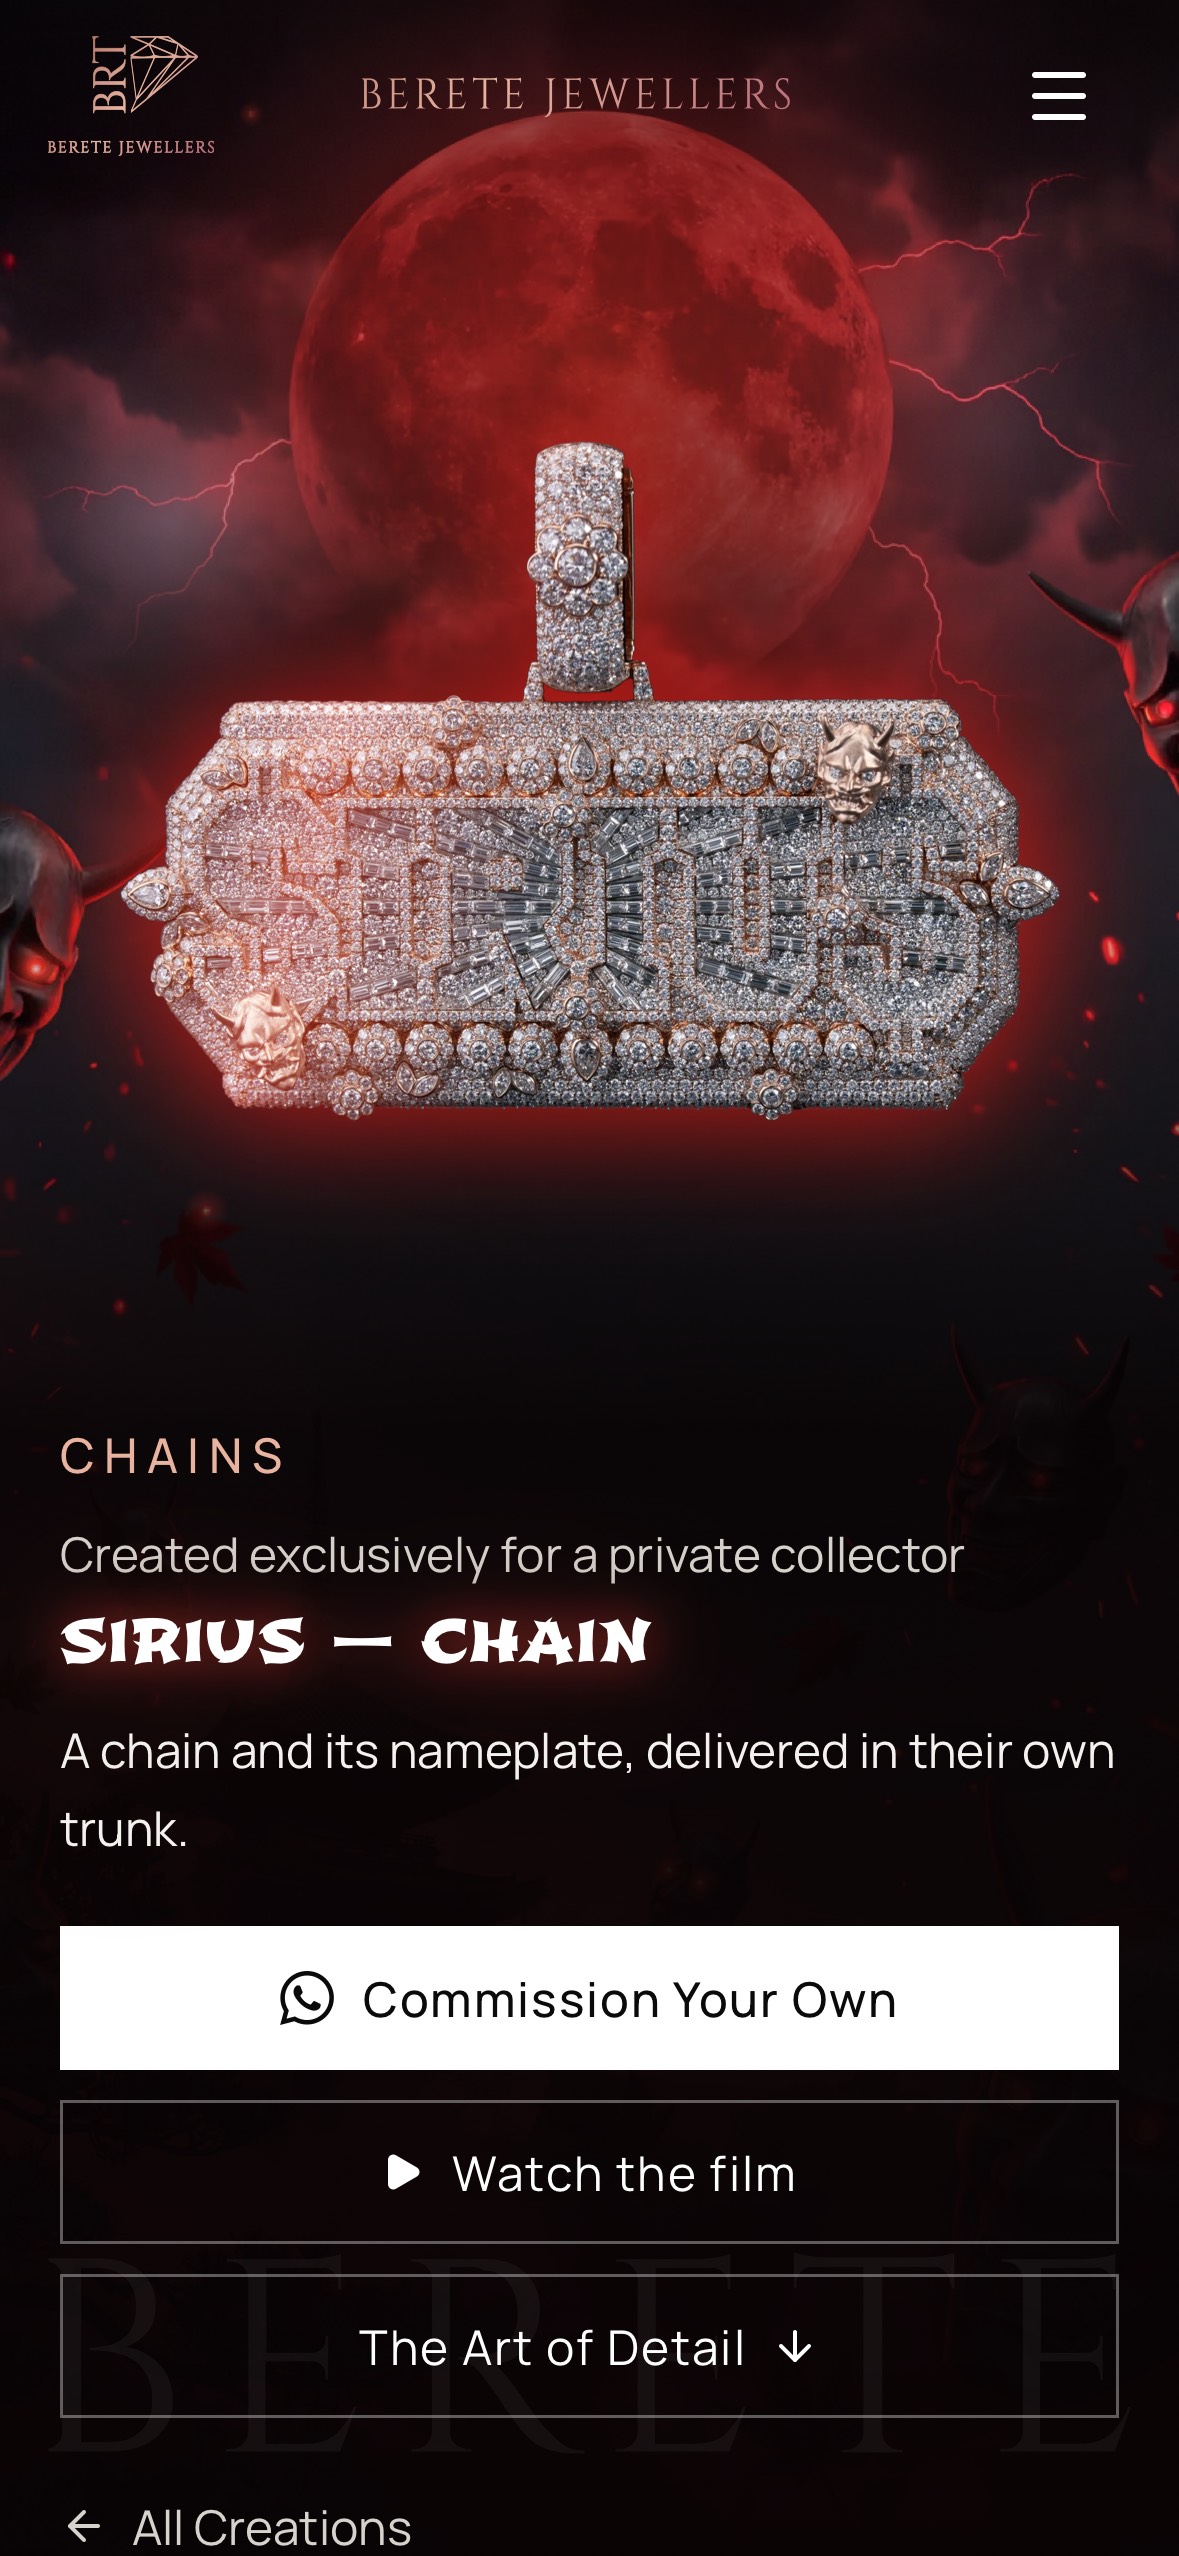 BRT
BERETE JEWELLERS
BERETE JEWELLERS
SIRIUS
CHAINS
Created exclusively for a private collector
SIRIUS — CHAIN
A chain and its nameplate, delivered in their own
trunk.
Commission Your Own
Watch the film
BERETE
The Art of Detail
All Creations